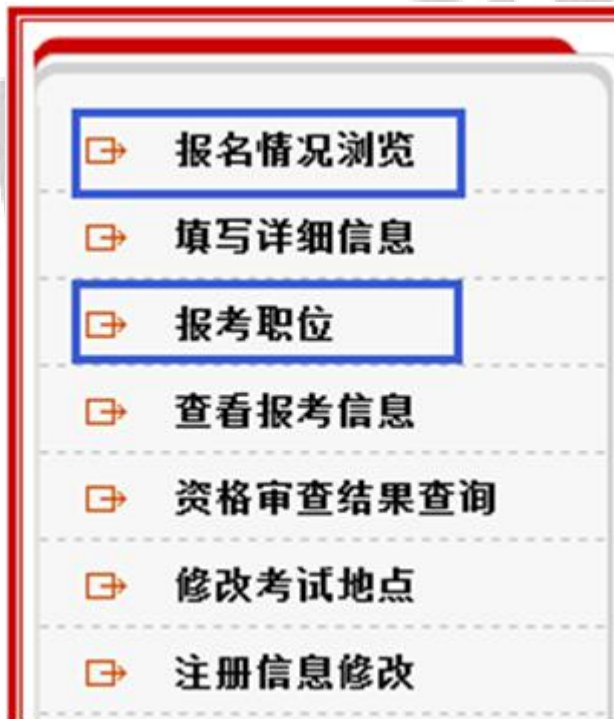 报名情况浏览
填写详细信息
报考职位
查看报考信息
资格审查结果查询
修改考试地点
注册信息修改